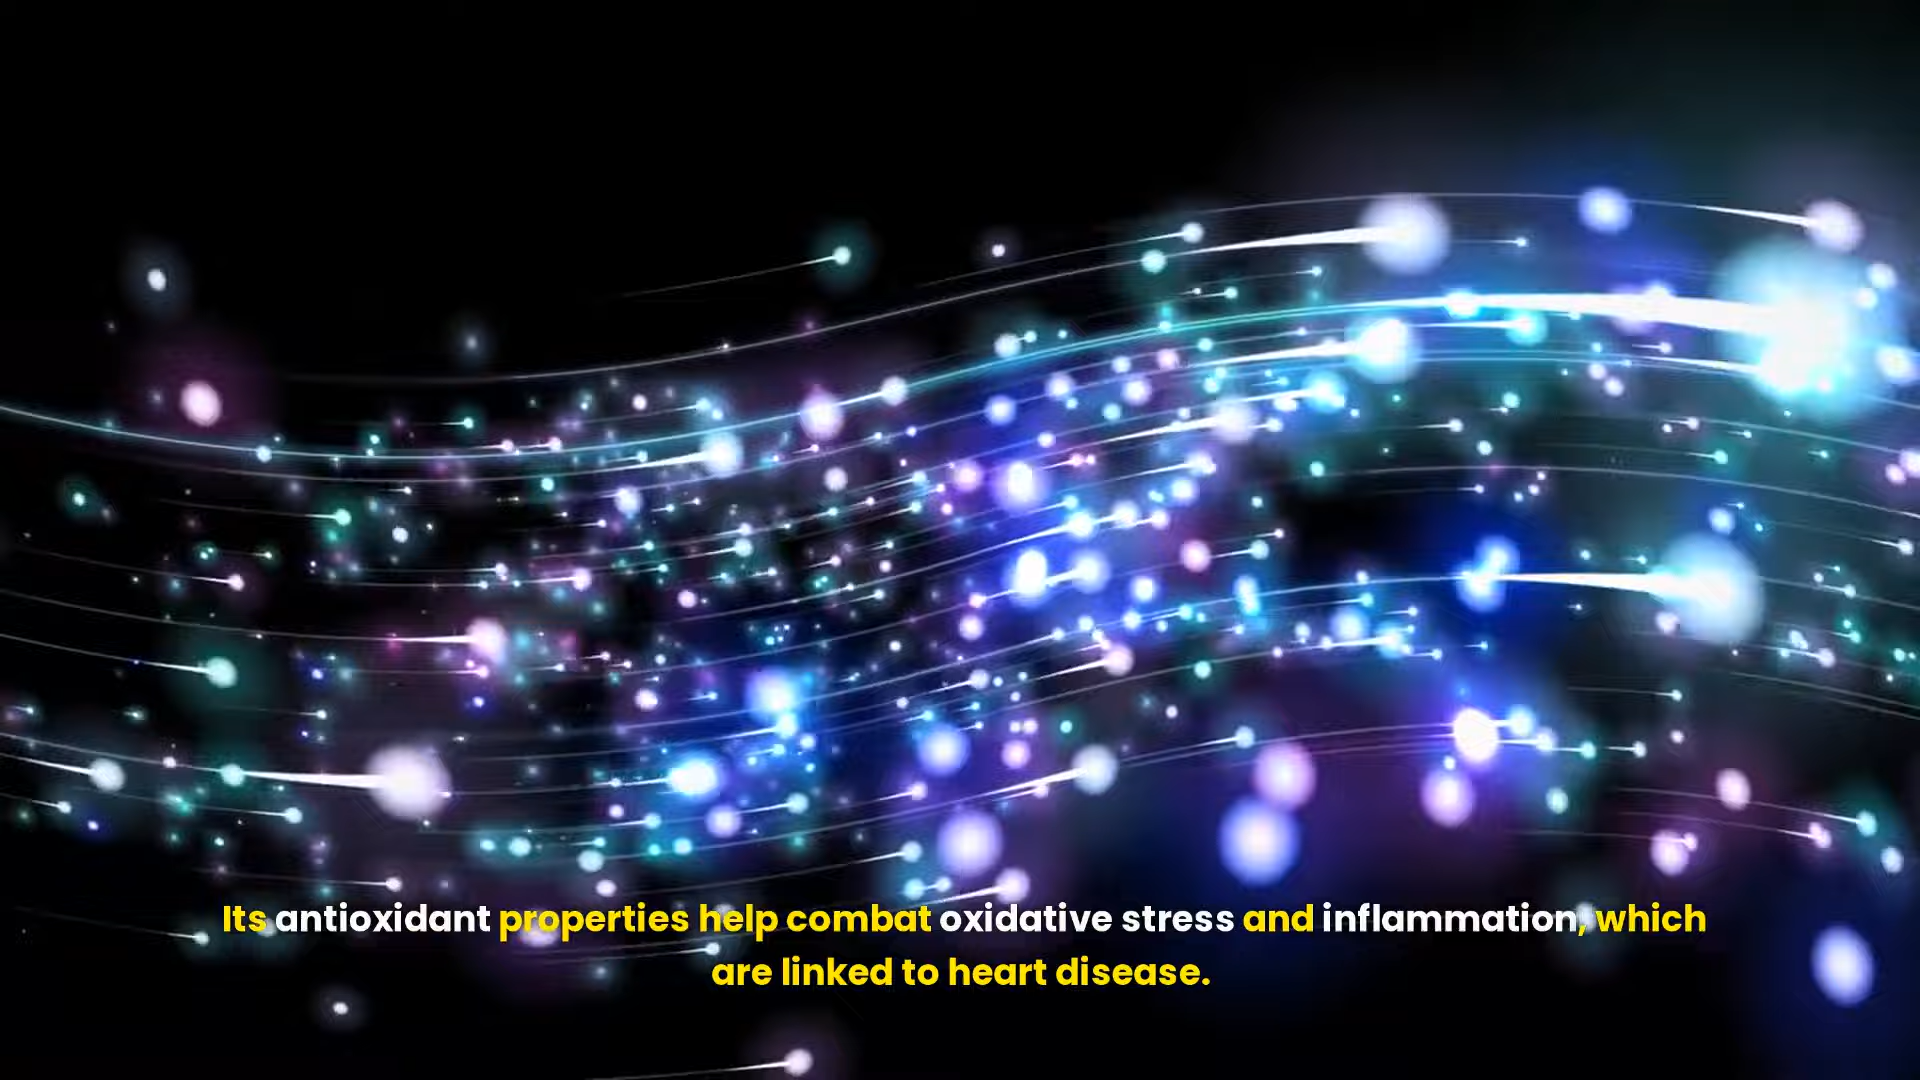 Its antioxidant properties help combat oxidative stress and inflammation, which
are linked to heart disease.